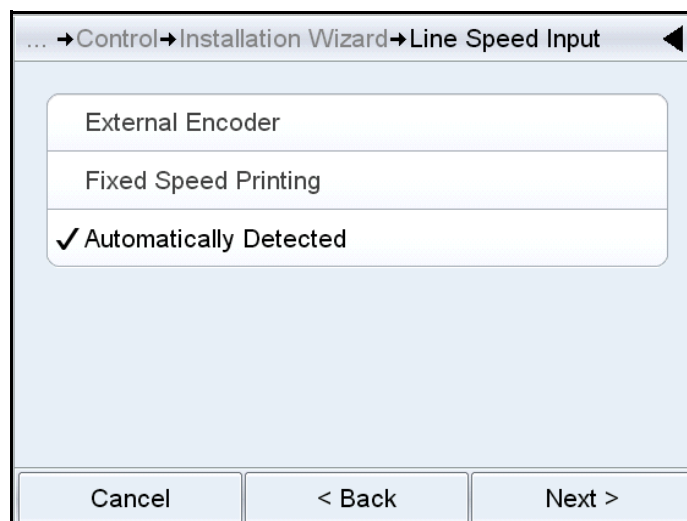 ... →Control→Installation Wizard→Line Speed Input
External Encoder
Fixed Speed Printing
✓ Automatically Detected
Cancel
< Back
Next >